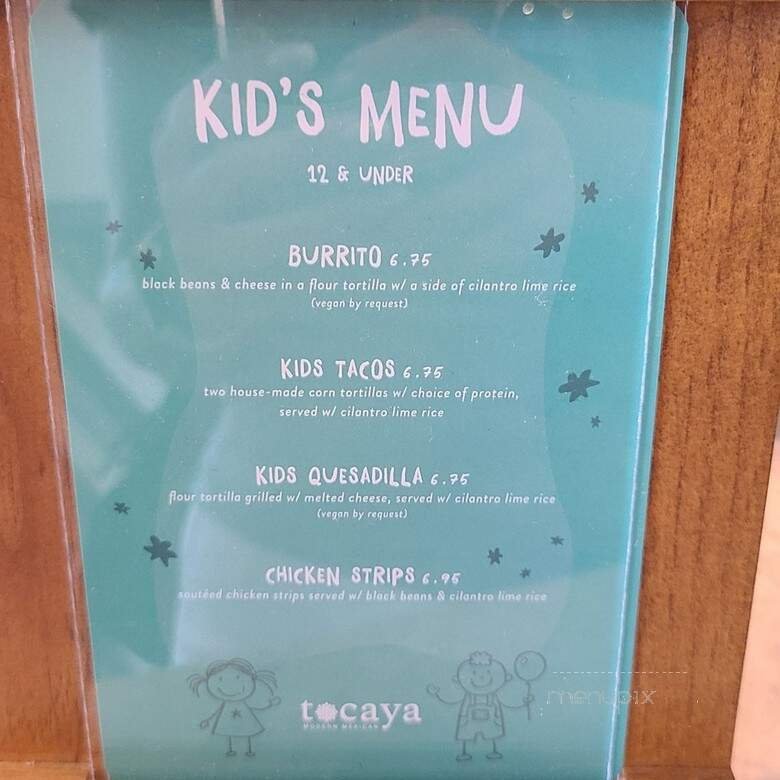 KID'S MENU
12 & UNDER
BURRITO 6.75
black beans & cheese in a flour tortilla w/ a side of cilantro lime rice
(vegan by request)
KIDS TACOS 6.75
two house-made corn tortillas w/ choice of protein,
served w/ cilantro lime rice
KIDS QUESADILLA 6.75
flour tortilla grilled w/ melted cheese, served w/ cilantro lime rice
(vegan by request)
CHICKEN STRIPS 6.95
sautéed chicken strips served w/ black beans & cilantro lime rice
tocaya
MODERN MEXICAN
menupix